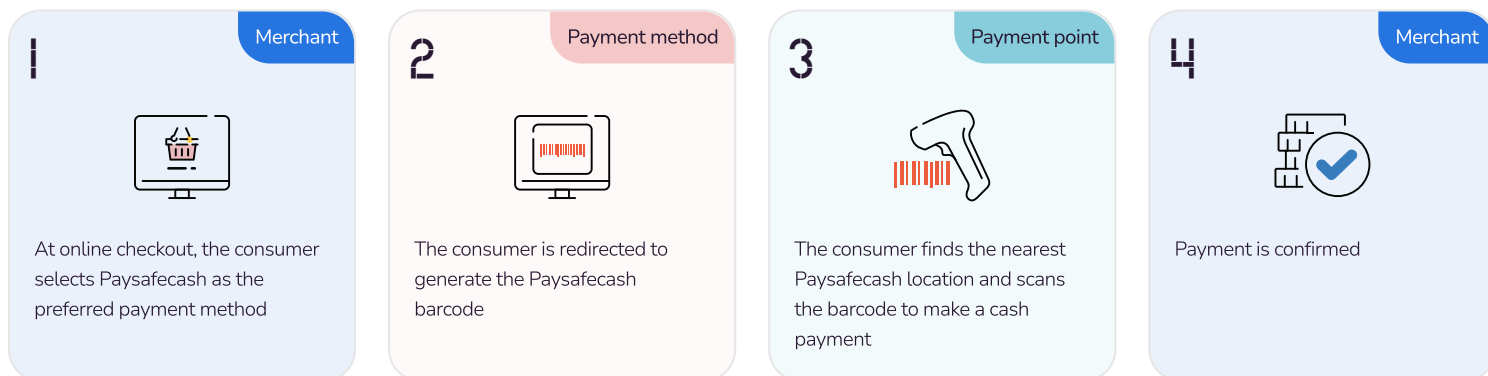 1
Merchant
At online checkout, the consumer
selects Paysafecash as the
preferred payment method
2
Payment method
The consumer is redirected to
generate the Paysafecash
barcode
3
Payment point
The consumer finds the nearest
Paysafecash location and scans
the barcode to make a cash
payment
4
Merchant
Payment is confirmed